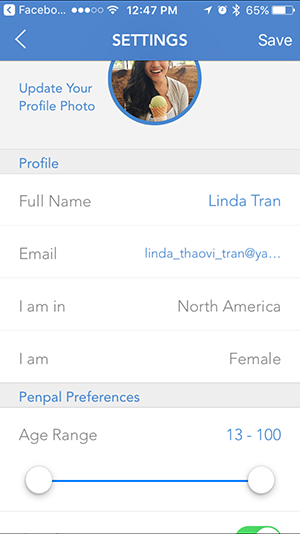 Facebo... 12:47 PM 65%
SETTINGS Save
Update Your
Profile Photo
Profile
Full Name Linda Tran
Email linda_thaovi_tran@ya...
I am in North America
I am Female
Penpal Preferences
Age Range 13 - 100